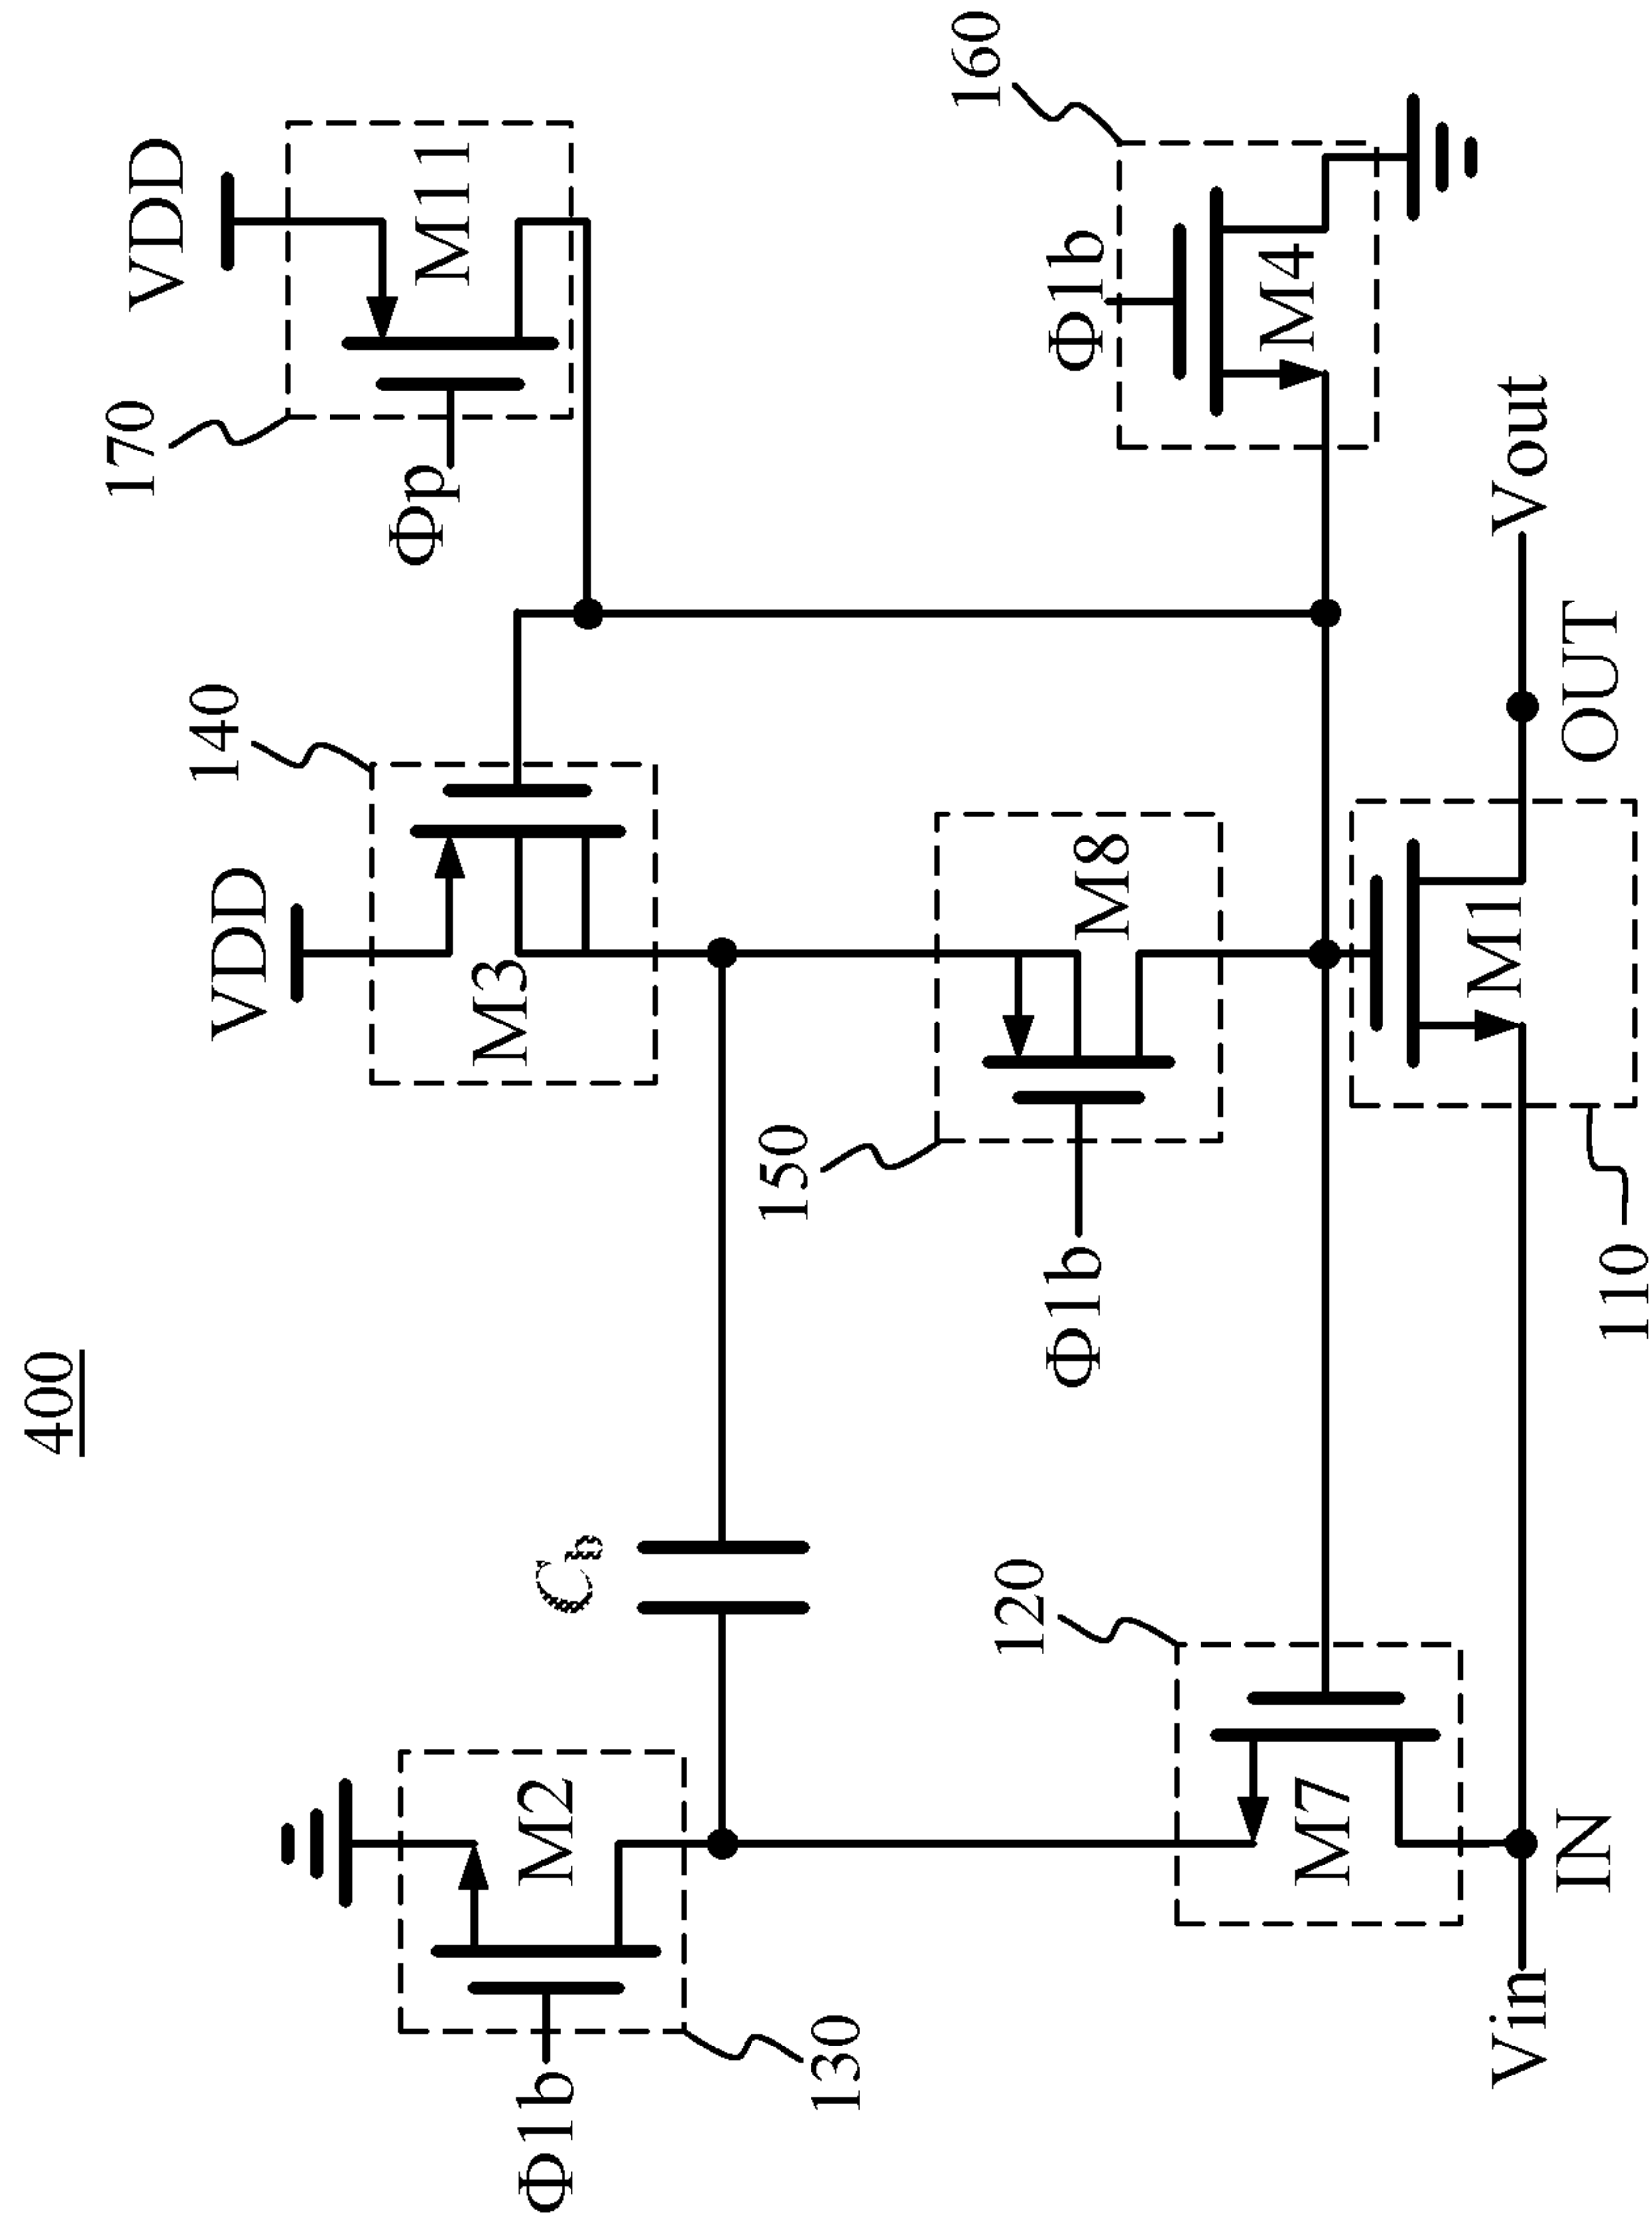 400
VDD
170
M11
Φp
VDD
140
M3
160
Φ1b
M4
Cb
M2
Φ1b
130
150
M8
Φ1b
120
M7
M1
Vout
OUT
110
Vin
IN